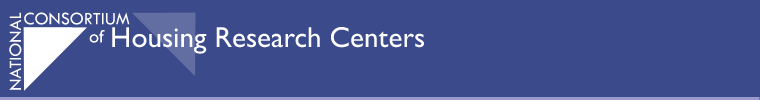 NATIONAL
CONSORTIUM
of Housing Research Centers